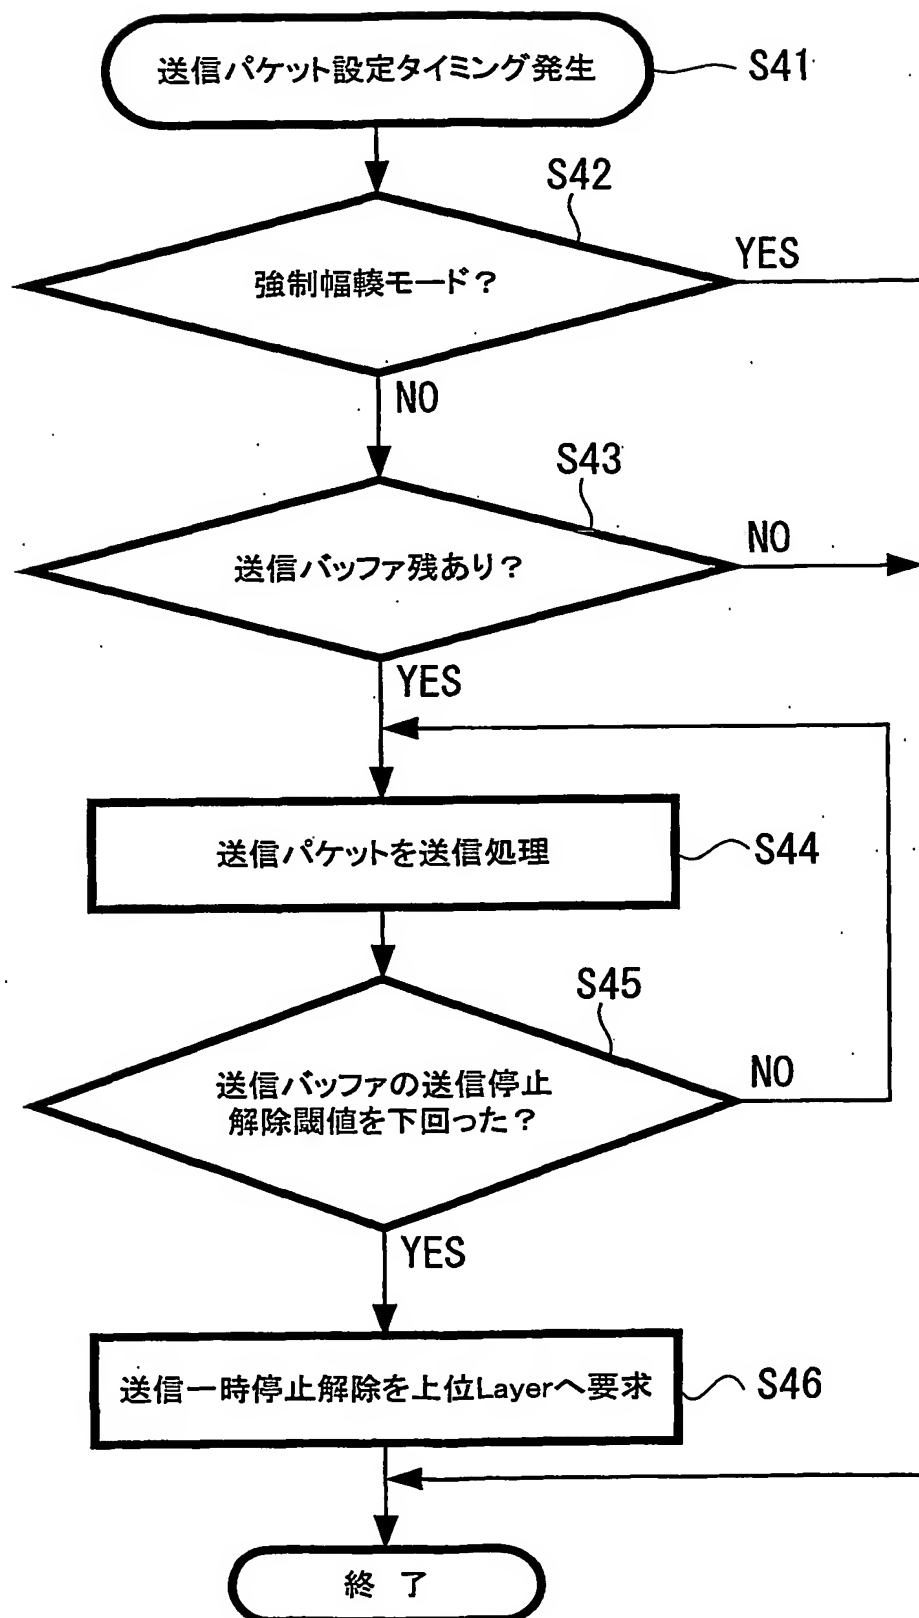 送信パケット設定タイミング発生
S41
S42
強制幅輳モード?
YES
NO
S43
送信バッファ残あり?
NO
YES
送信パケットを送信処理
S44
S45
送信バッファの送信停止
解除閾値を下回った?
NO
YES
送信一時停止解除を上位Layerへ要求
S46
終 了